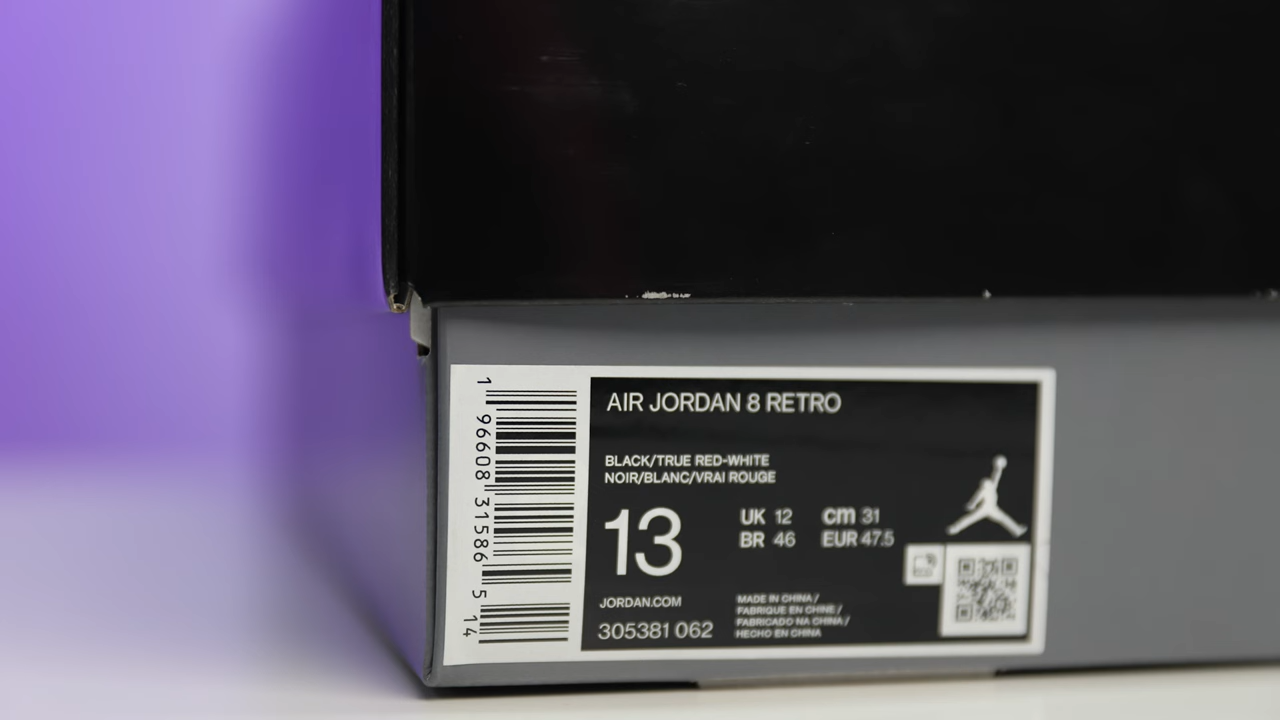 1 96608 31586 5 14
AIR JORDAN 8 RETRO
BLACK/TRUE RED-WHITE
NOIR/BLANC/VRAI ROUGE
13
UK 12 cm 31
BR 46 EUR 47.5
JORDAN.COM
305381 062
MADE IN CHINA /
FABRIQUE EN CHINE /
FABRICADO NA CHINA /
HECHO EN CHINA